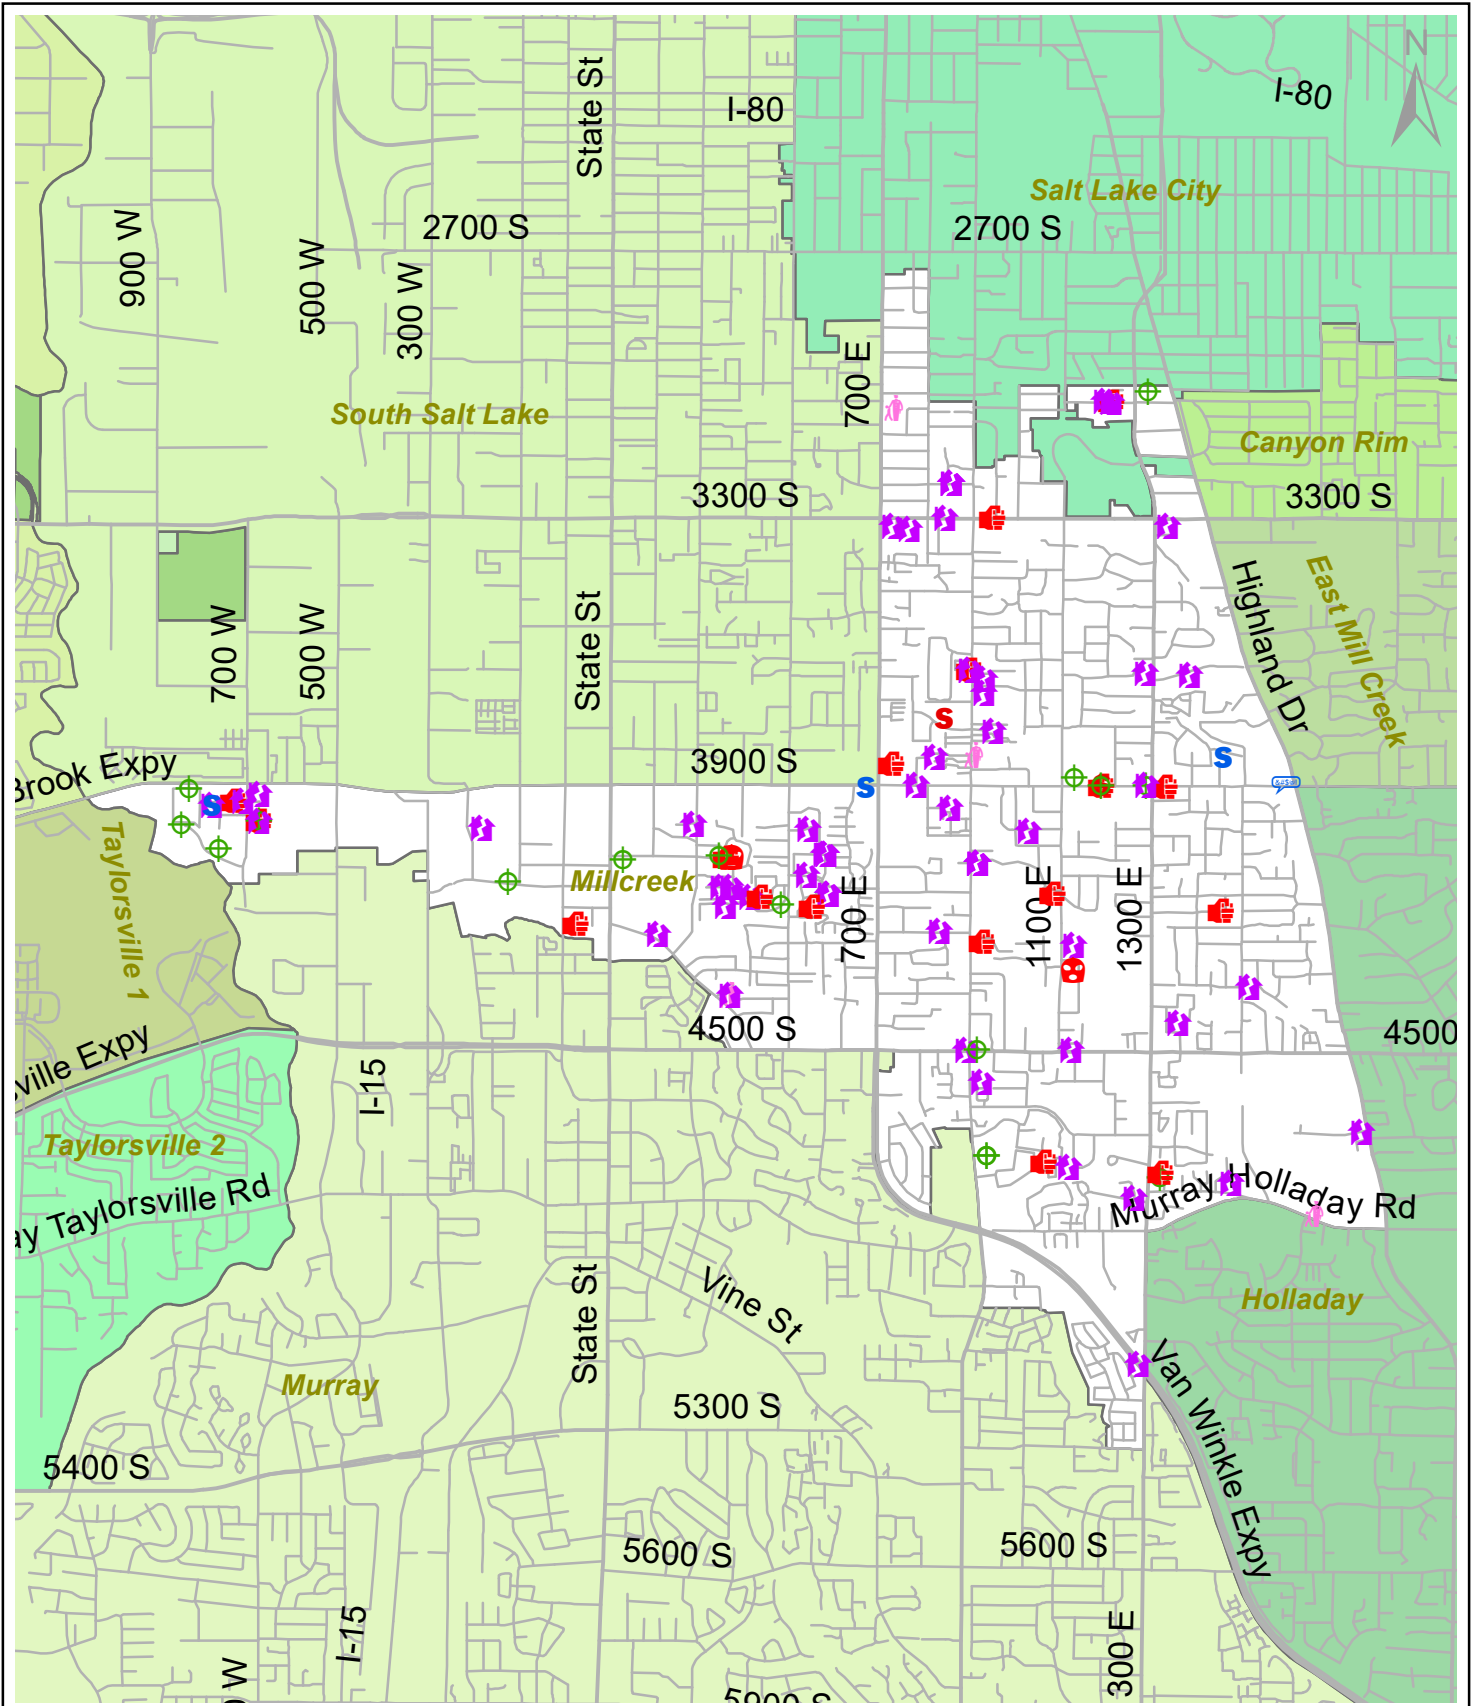 N
I-80
I-80
State St
Salt Lake City
900 W
2700 S
2700 S
500 W
300 W
700 E
South Salt Lake
Canyon Rim
3300 S
3300 S
East Mill Creek
Highland Dr
700 W
500 W
State St
S
3900 S
S
Brook Expy
S
S
Taylorsville 1
Millcreek
700 E
1100 E
1300 E
4500 S
4500
sville Expy
I-15
Taylorsville 2
ay Taylorsville Rd
Murray Holladay Rd
State St
Vine St
Holladay
Murray
Van Winkle Expy
5300 S
5400 S
5600 S
5600 S
I-15
300 E
0 W
5900 S